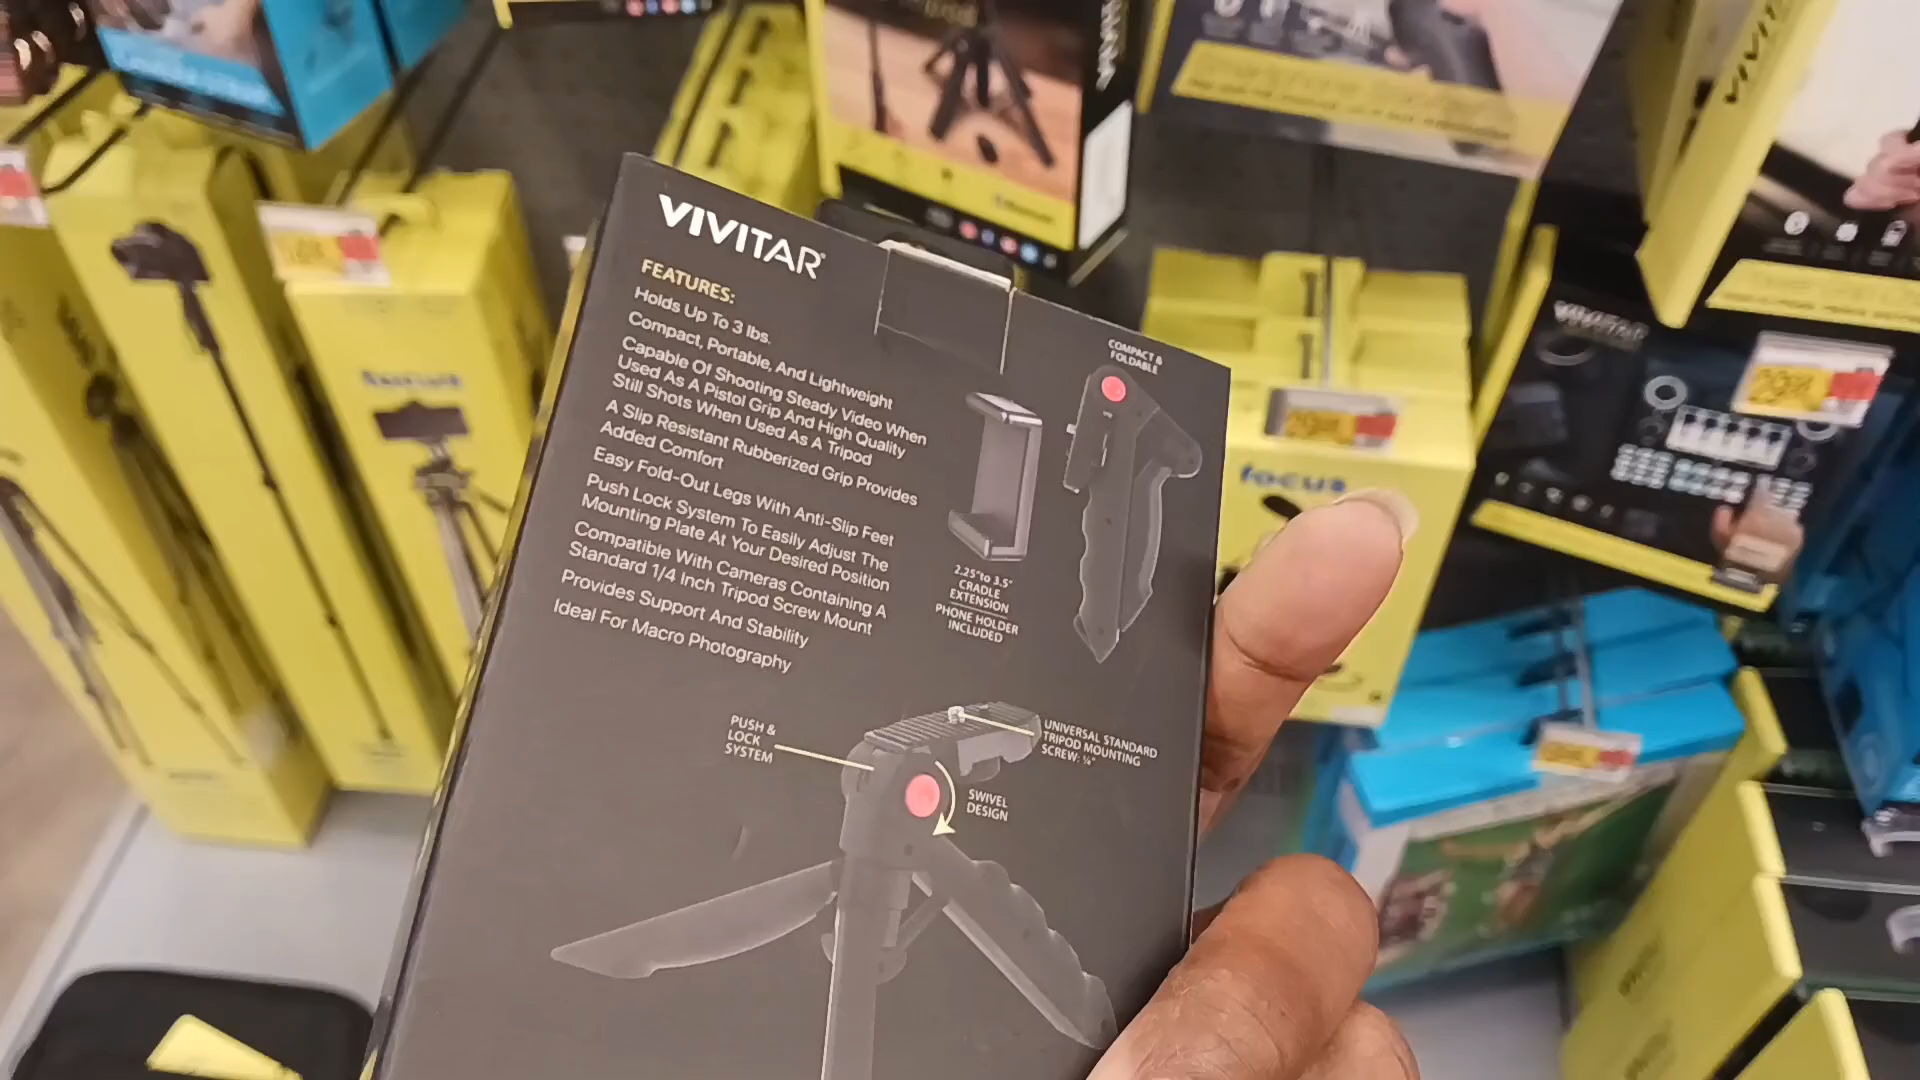 VIVITAR
FEATURES:
Holds Up To 3 lbs.
Compact, Portable, And Lightweight
Capable Of Shooting Steady Video When
Used As A Pistol Grip And High Quality
Still Shots When Used As A Tripod
A Slip Resistant Rubberized Grip Provides
Added Comfort
Easy Fold-Out Legs With Anti-Slip Feet
Push Lock System To Easily Adjust The
Mounting Plate At Your Desired Position
Compatible With Cameras Containing A
Standard 1/4 Inch Tripod Screw Mount
Provides Support And Stability
Ideal For Macro Photography
COMPACT &
FOLDABLE
2.25" to 3.5"
CRADLE
EXTENSION
PHONE HOLDER
INCLUDED
PUSH &
LOCK
SYSTEM
UNIVERSAL STANDARD
TRIPOD MOUNTING
SCREW: ¼"
SWIVEL
DESIGN
focus
VIVITAR